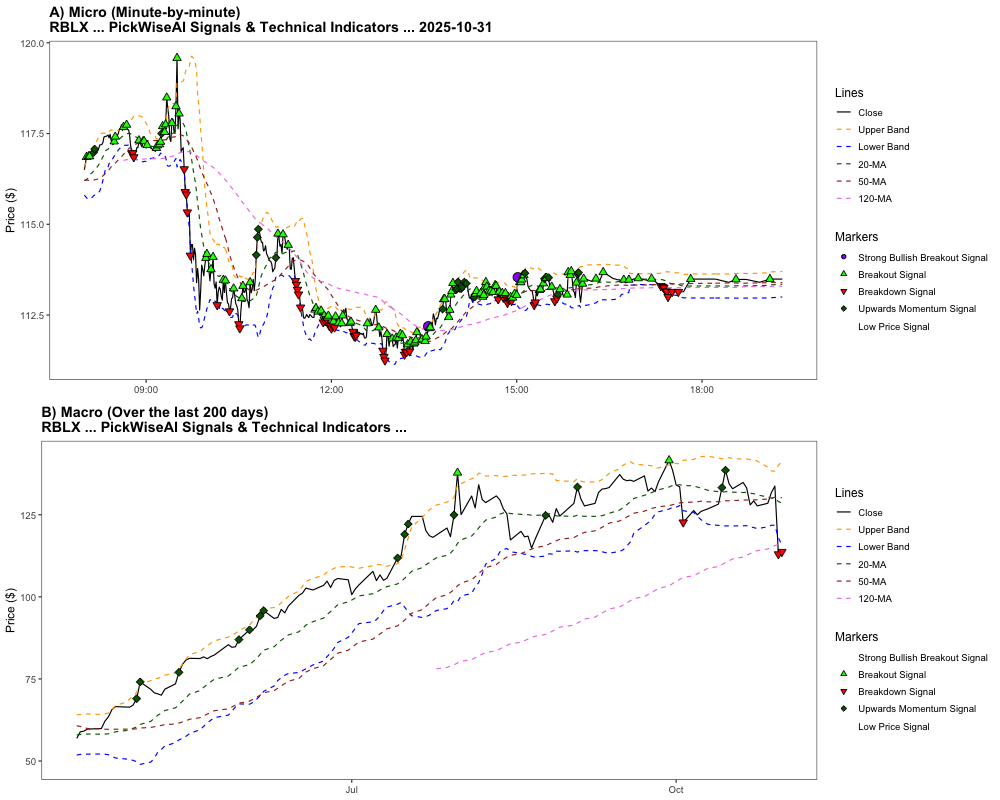 A) Micro (Minute-by-minute)
RBLX ... PickWiseAI Signals & Technical Indicators ... 2025-10-31
120.0
117.5
115.0
112.5
Price ($)
09:00
12:00
15:00
18:00
Lines
Close
Upper Band
Lower Band
20-MA
50-MA
120-MA
Markers
Strong Bullish Breakout Signal
Breakout Signal
Breakdown Signal
Upwards Momentum Signal
Low Price Signal
B) Macro (Over the last 200 days)
RBLX ... PickWiseAI Signals & Technical Indicators ...
125
100
75
50
Price ($)
Jul
Oct
Lines
Close
Upper Band
Lower Band
20-MA
50-MA
120-MA
Markers
Strong Bullish Breakout Signal
Breakout Signal
Breakdown Signal
Upwards Momentum Signal
Low Price Signal